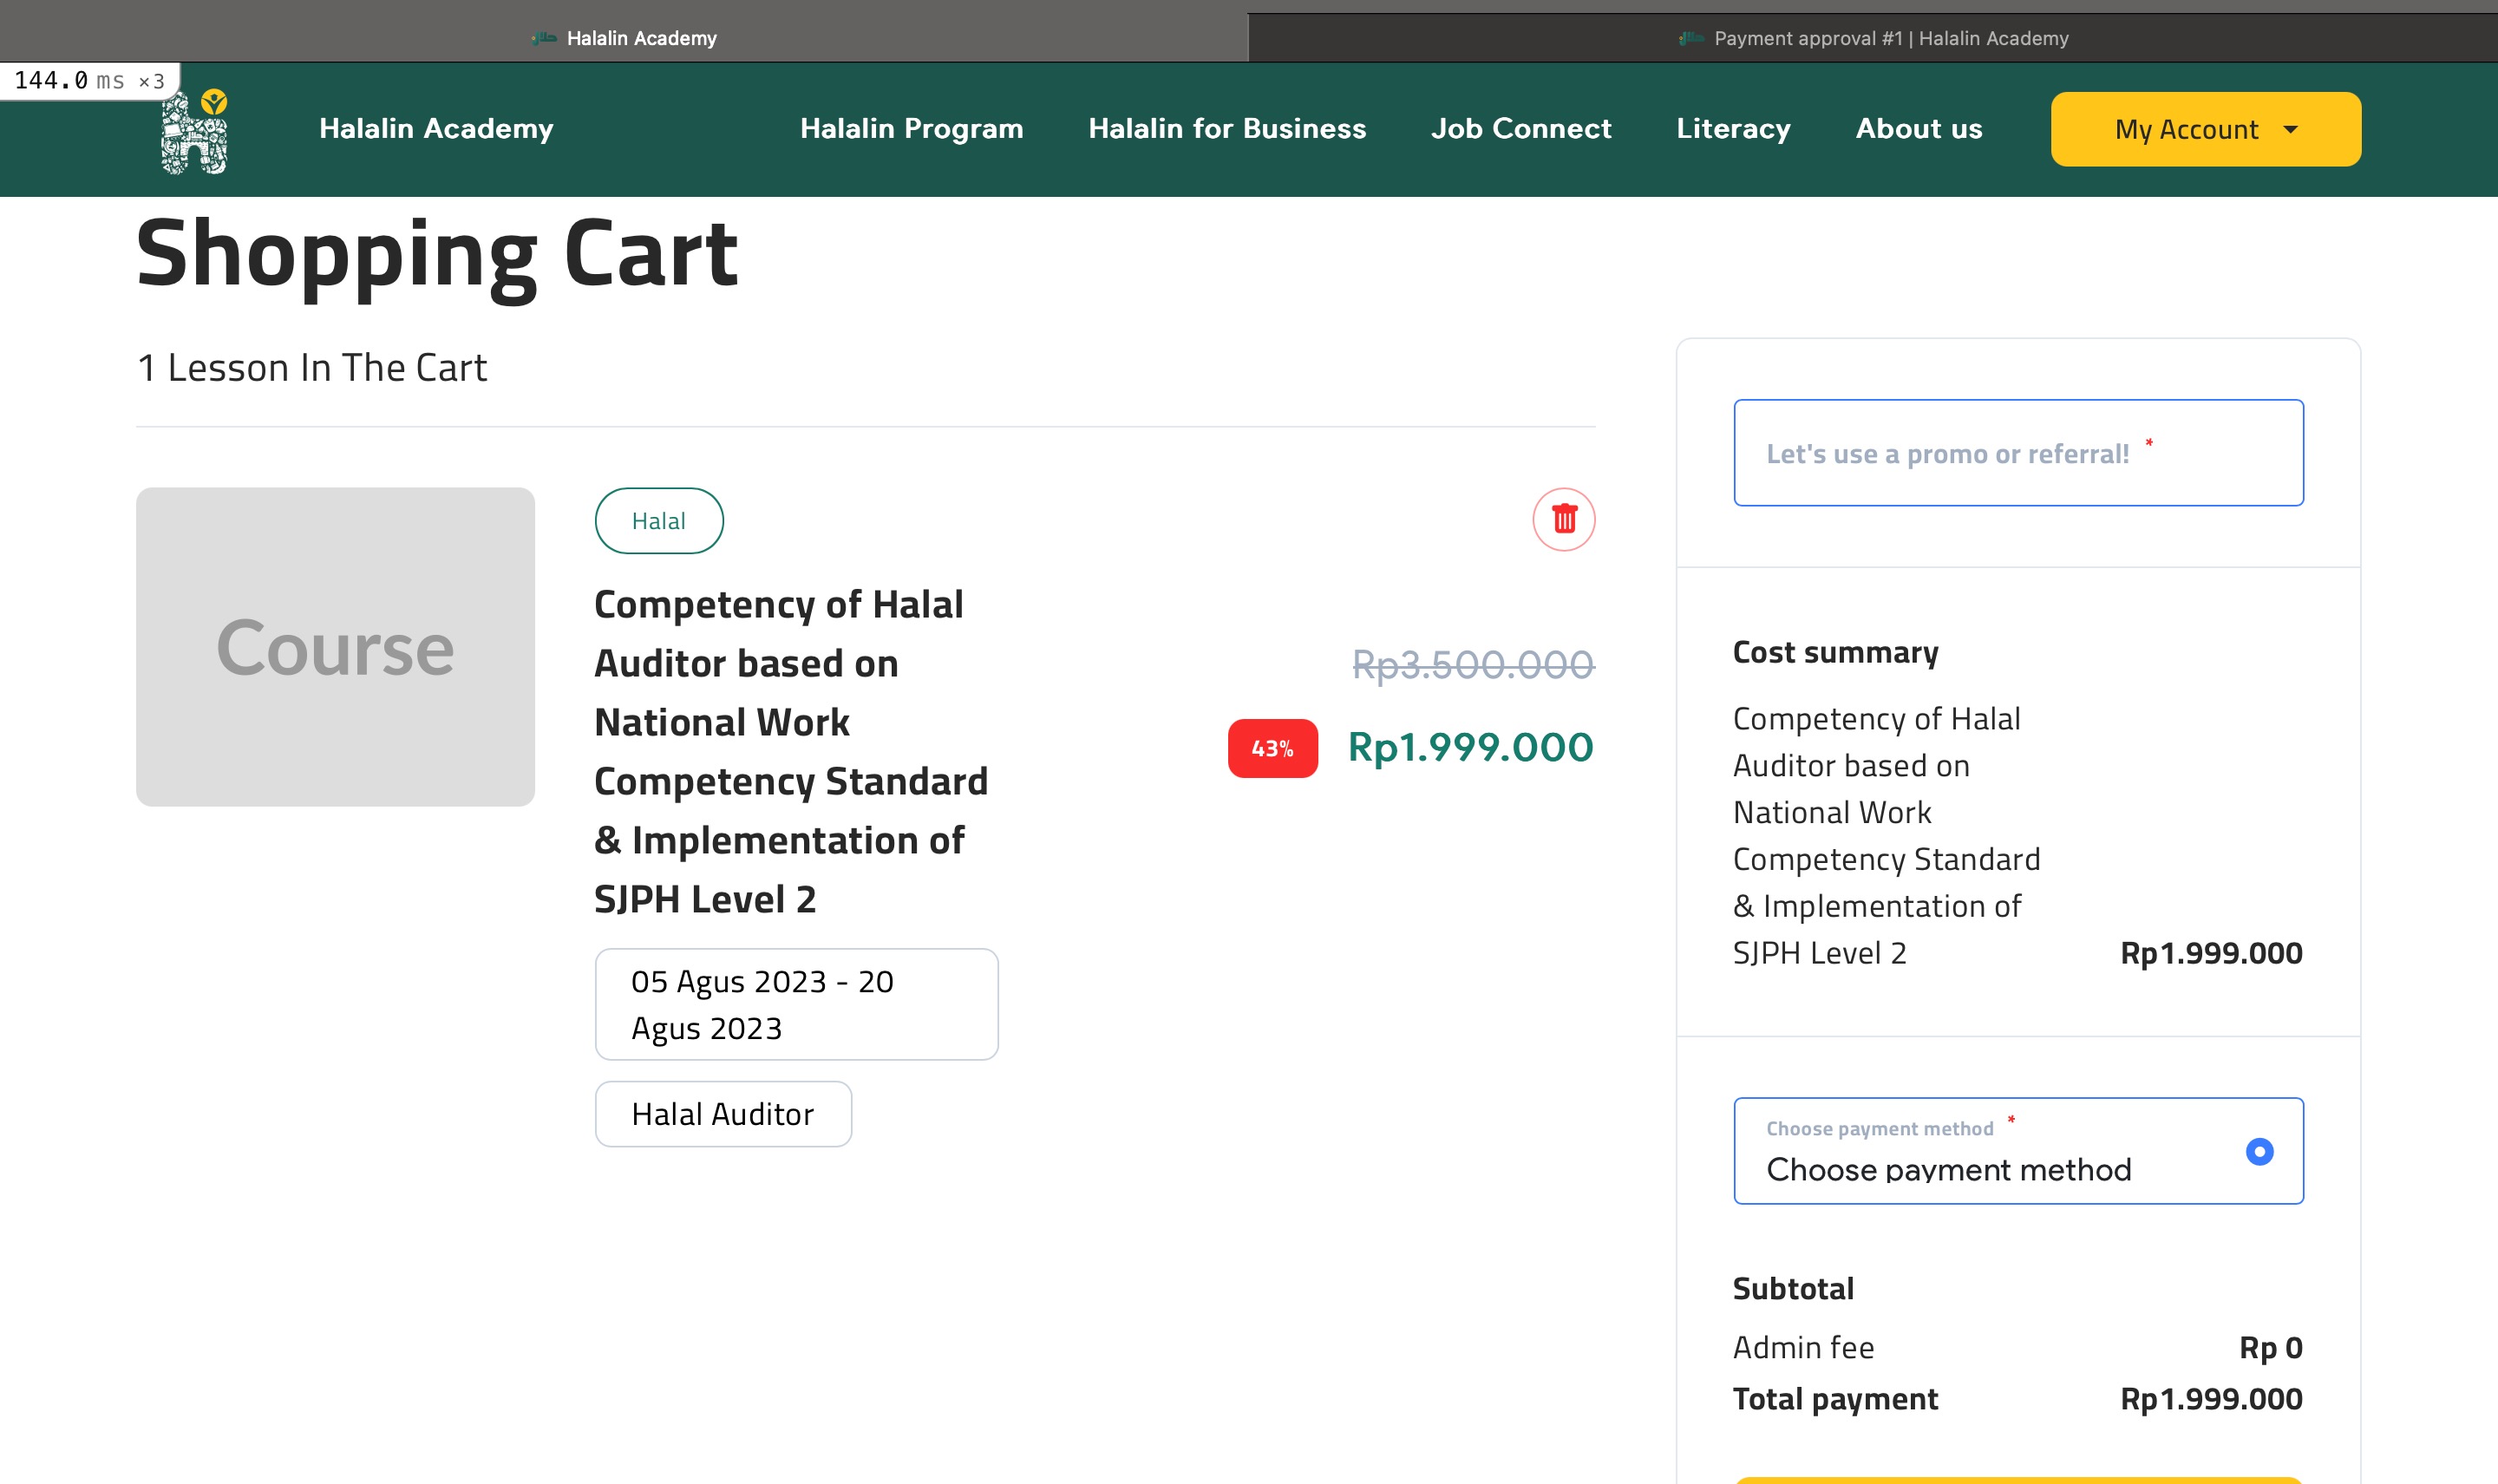 Halalin Academy
Payment approval #1 | Halalin Academy
144.0 ms ×3
Halalin Academy
Halalin Program
Halalin for Business
Job Connect
Literacy
About us
My Account
Shopping Cart
1 Lesson In The Cart
Course
Halal
Competency of Halal
Auditor based on
National Work
Competency Standard
& Implementation of
SJPH Level 2
05 Agus 2023 - 20
Agus 2023
Halal Auditor
Rp3.500.000
43%
Rp1.999.000
Let's use a promo or referral! *
Cost summary
Competency of Halal
Auditor based on
National Work
Competency Standard
& Implementation of
SJPH Level 2
Rp1.999.000
Choose payment method *
Choose payment method
Subtotal
Admin fee
Rp 0
Total payment
Rp1.999.000